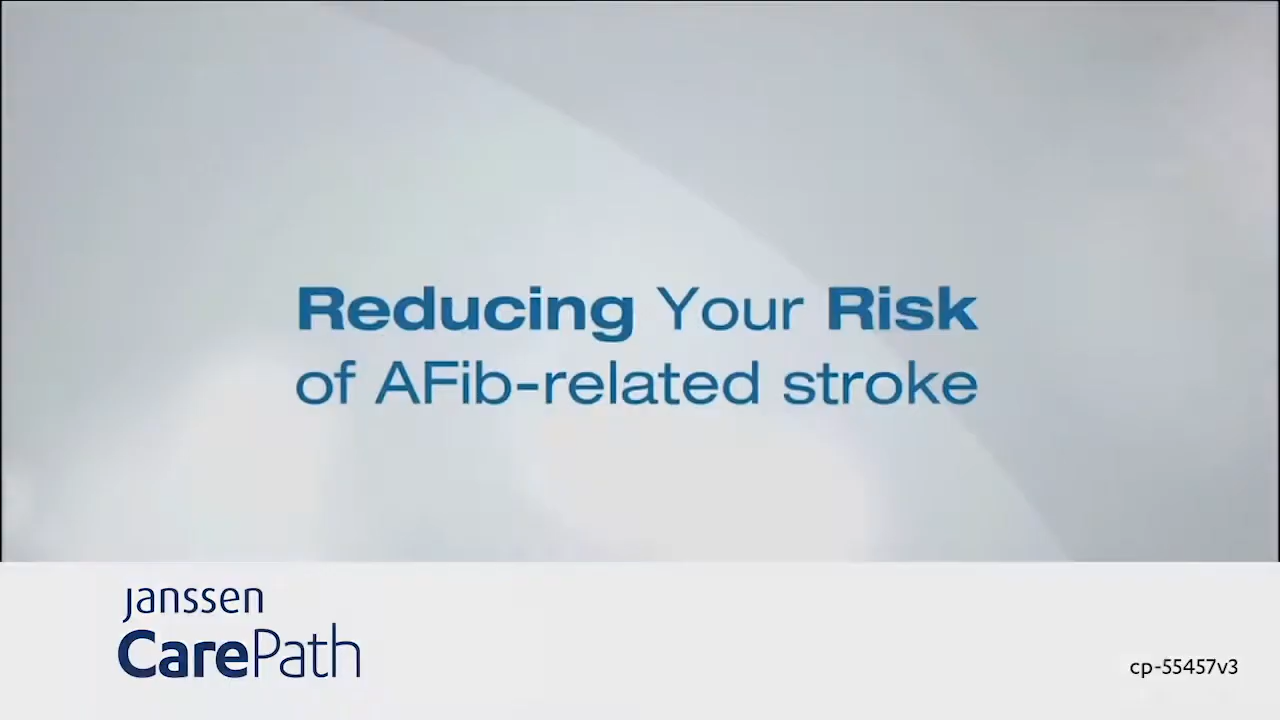 Reducing Your Risk
of AFib-related stroke
janssen
CarePath
cp-55457v3